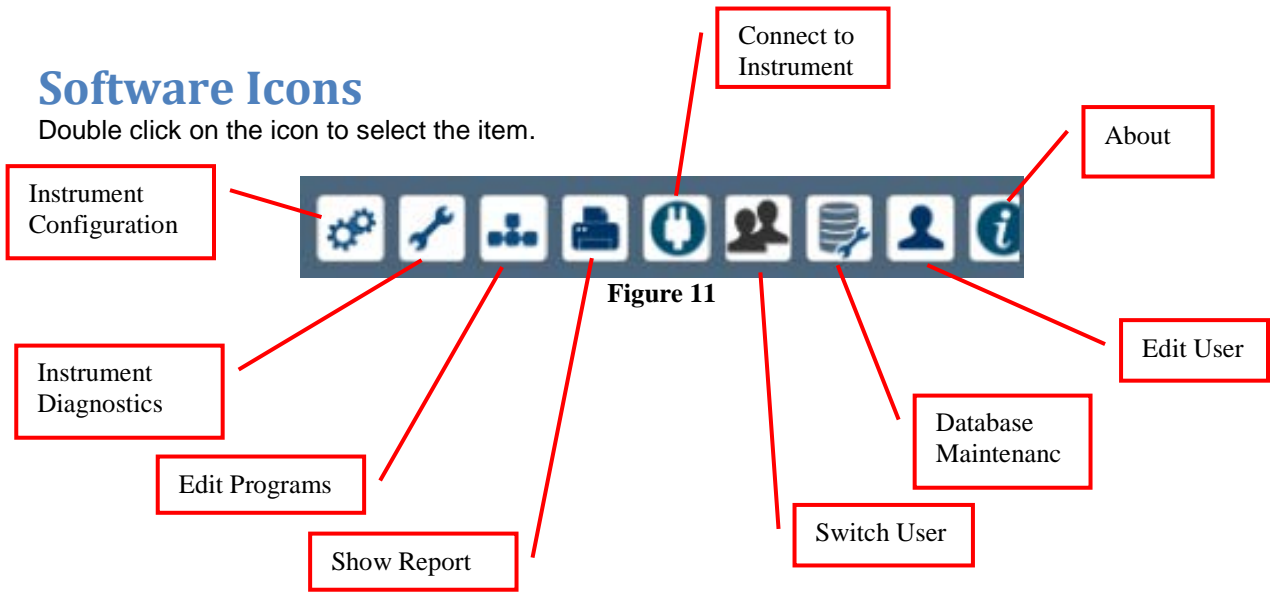 Connect to
Instrument
Software Icons
Double click on the icon to select the item.
About
Instrument
Configuration
i
Figure 11
Edit User
Instrument
Diagnostics
Database
Maintenanc
Edit Programs
Switch User
Show Report